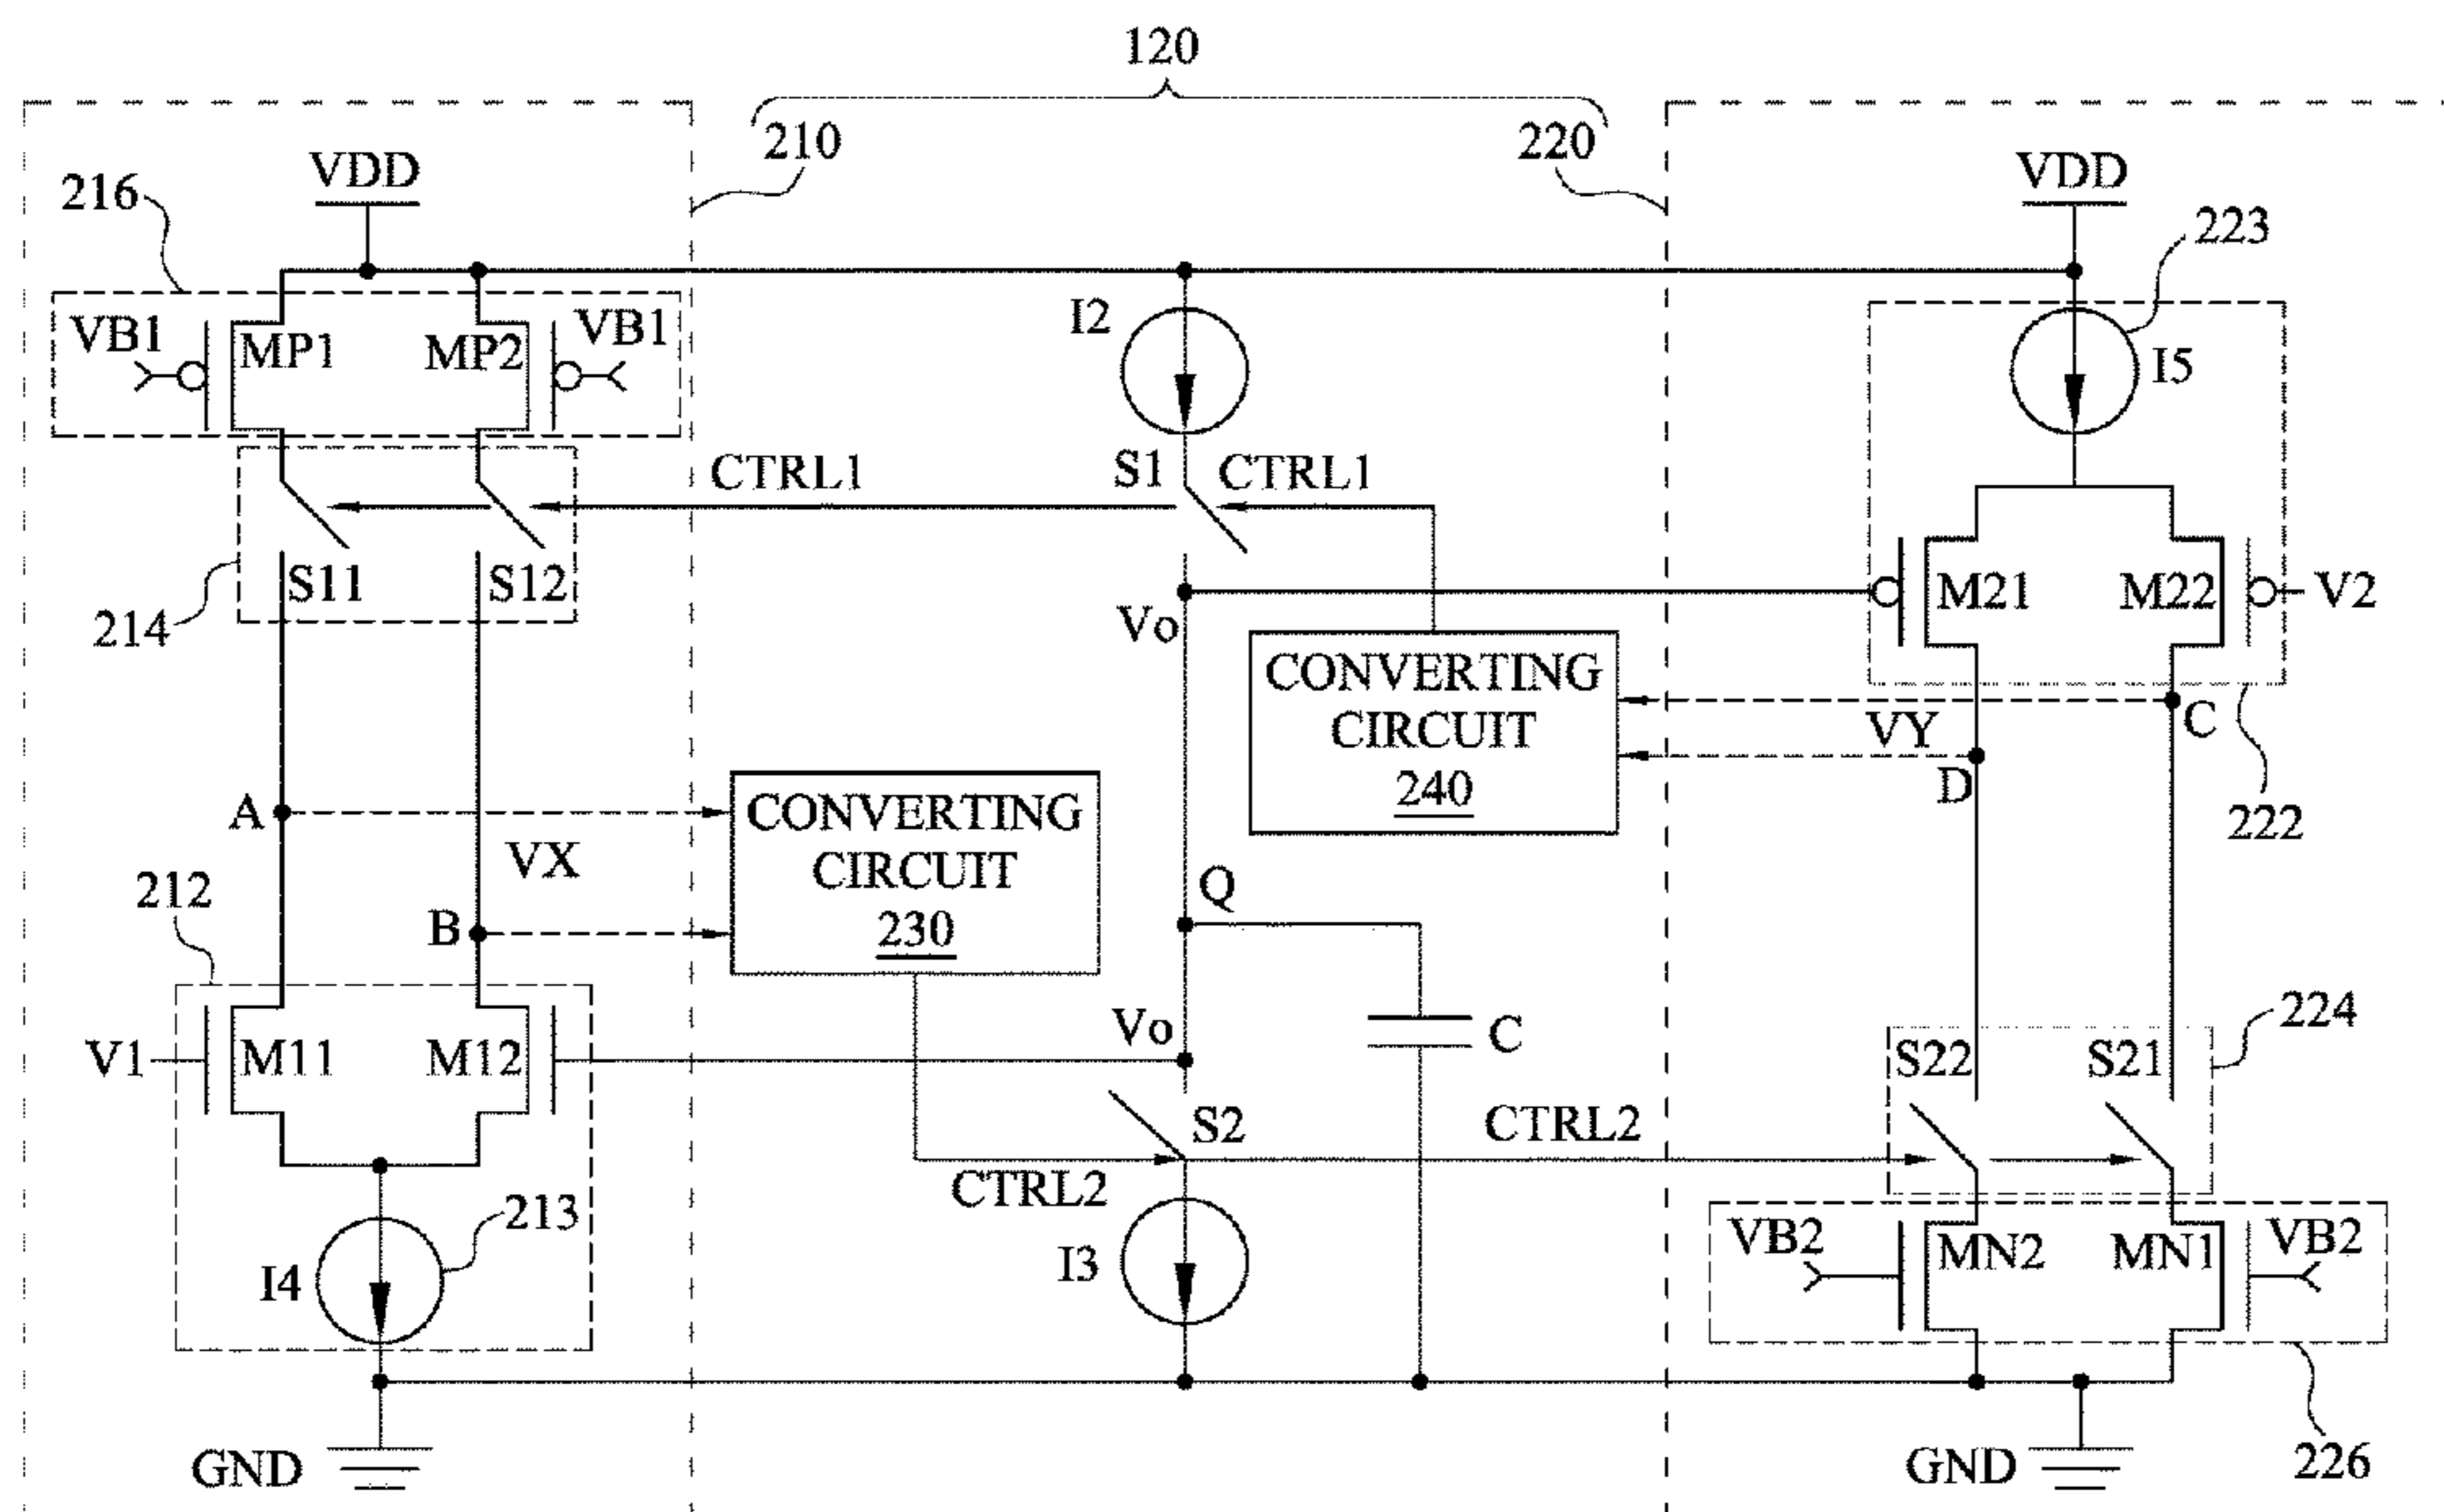 120
210
220
VDD
VDD
216
223
VB1
MP1
MP2
VB1
I2
I5
CTRL1
S1
CTRL1
S11
S12
214
Vo
M21
M22
V2
CONVERTING
CIRCUIT
240
VY
C
D
222
A
CONVERTING
CIRCUIT
230
VX
B
212
Q
C
224
V1
M11
M12
Vo
S22
S21
S2
CTRL2
CTRL2
213
I4
I3
VB2
MN2
MN1
VB2
GND
GND
226